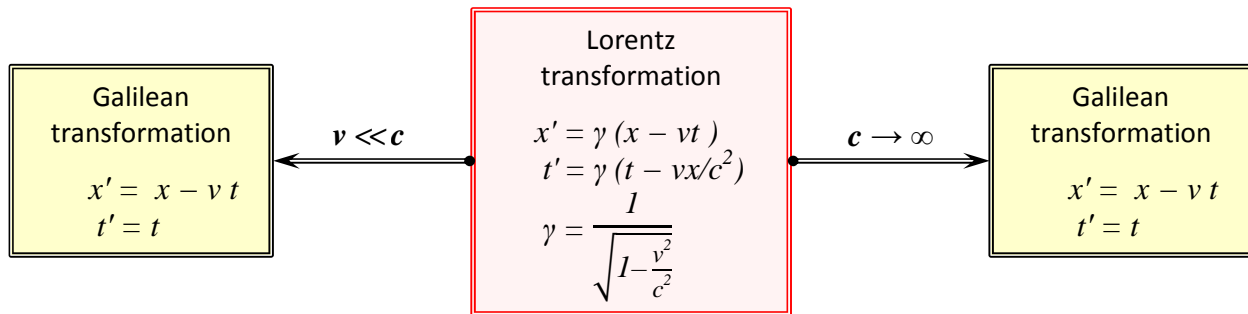 Galilean
transformation
x′ = x − v t
t′ = t
v ≪ c
Lorentz
transformation
x′ = γ (x − vt )
t′ = γ (t − vx/c²)
γ = 1/√(1−v²/c²)
c → ∞
Galilean
transformation
x′ = x − v t
t′ = t